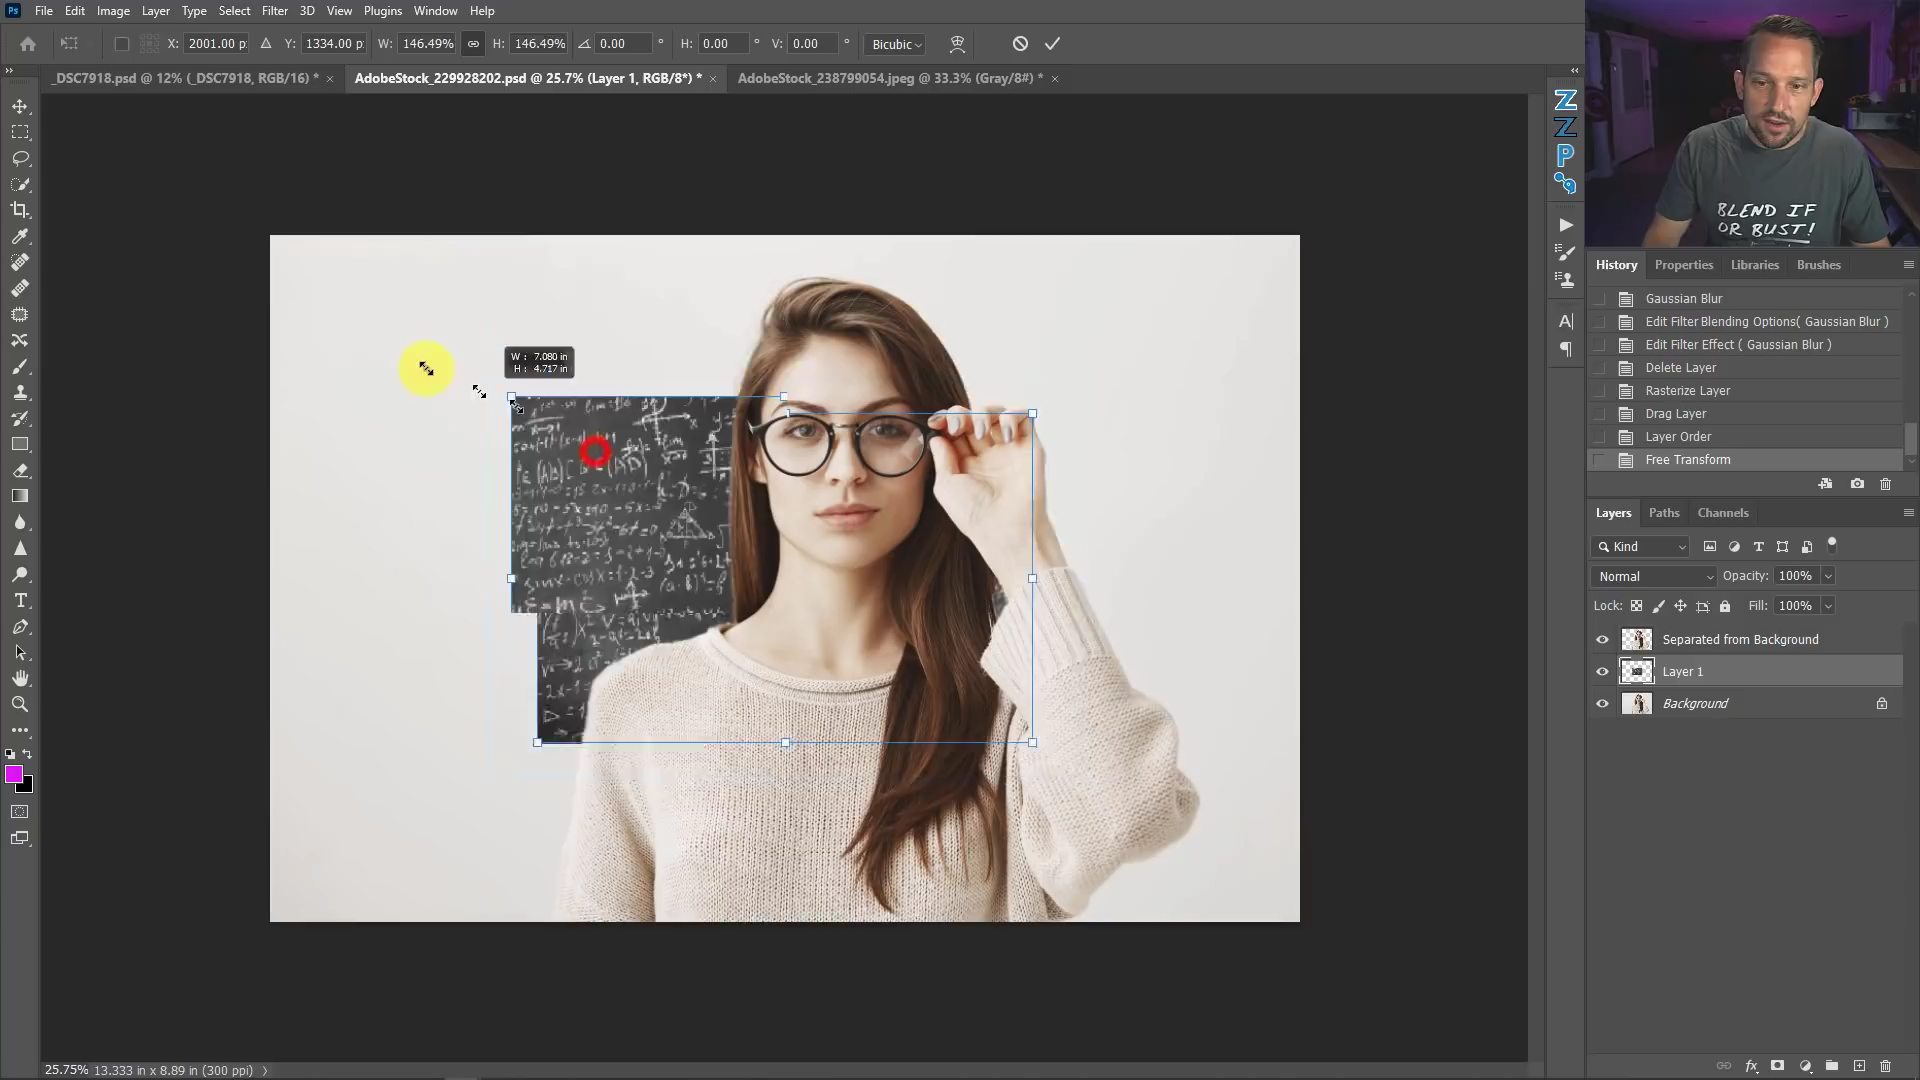 Ps File Edit Image Layer Type Select Filter 3D View Plugins Window Help
X: 2001.00 p Y: 1334.00 p W: 146.49% H: 146.49% 0.00 ° H: 0.00 ° V: 0.00 ° Bicubic
_DSC7918.psd @ 12% (_DSC7918, RGB/16) * × AdobeStock_229928202.psd @ 25.7% (Layer 1, RGB/8*) * × AdobeStock_238799054.jpeg @ 33.3% (Gray/8#) * ×
W : 7.080 in
H : 4.717 in
BLEND IF
OR BUST!
History Properties Libraries Brushes
Gaussian Blur
Edit Filter Blending Options( Gaussian Blur )
Edit Filter Effect ( Gaussian Blur )
Delete Layer
Rasterize Layer
Drag Layer
Layer Order
Free Transform
Layers Paths Channels
Kind
Normal Opacity: 100%
Lock: Fill: 100%
Separated from Background
Layer 1
Background
25.75% 13.333 in x 8.89 in (300 ppi)